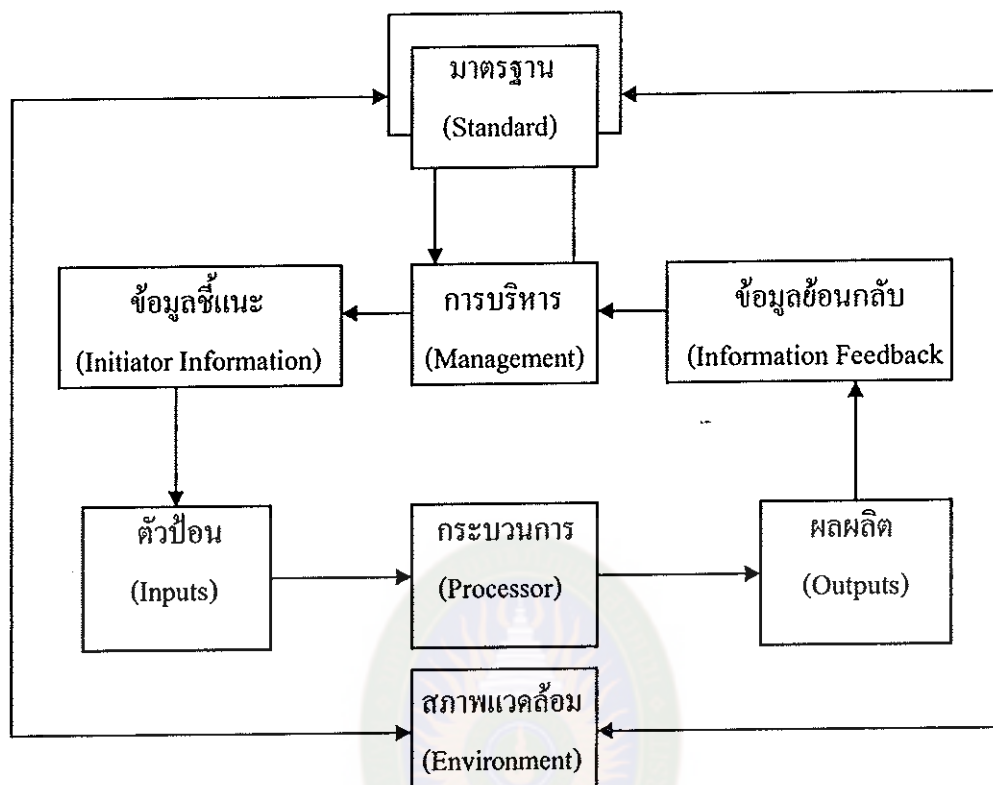 มาตรฐาน
(Standard)
ข้อมูลชี้แนะ
(Initiator Information)
การบริหาร
(Management)
ข้อมูลย้อนกลับ
(Information Feedback
ตัวป้อน
(Inputs)
กระบวนการ
(Processor)
ผลผลิต
(Outputs)
สภาพแวดล้อม
(Environment)